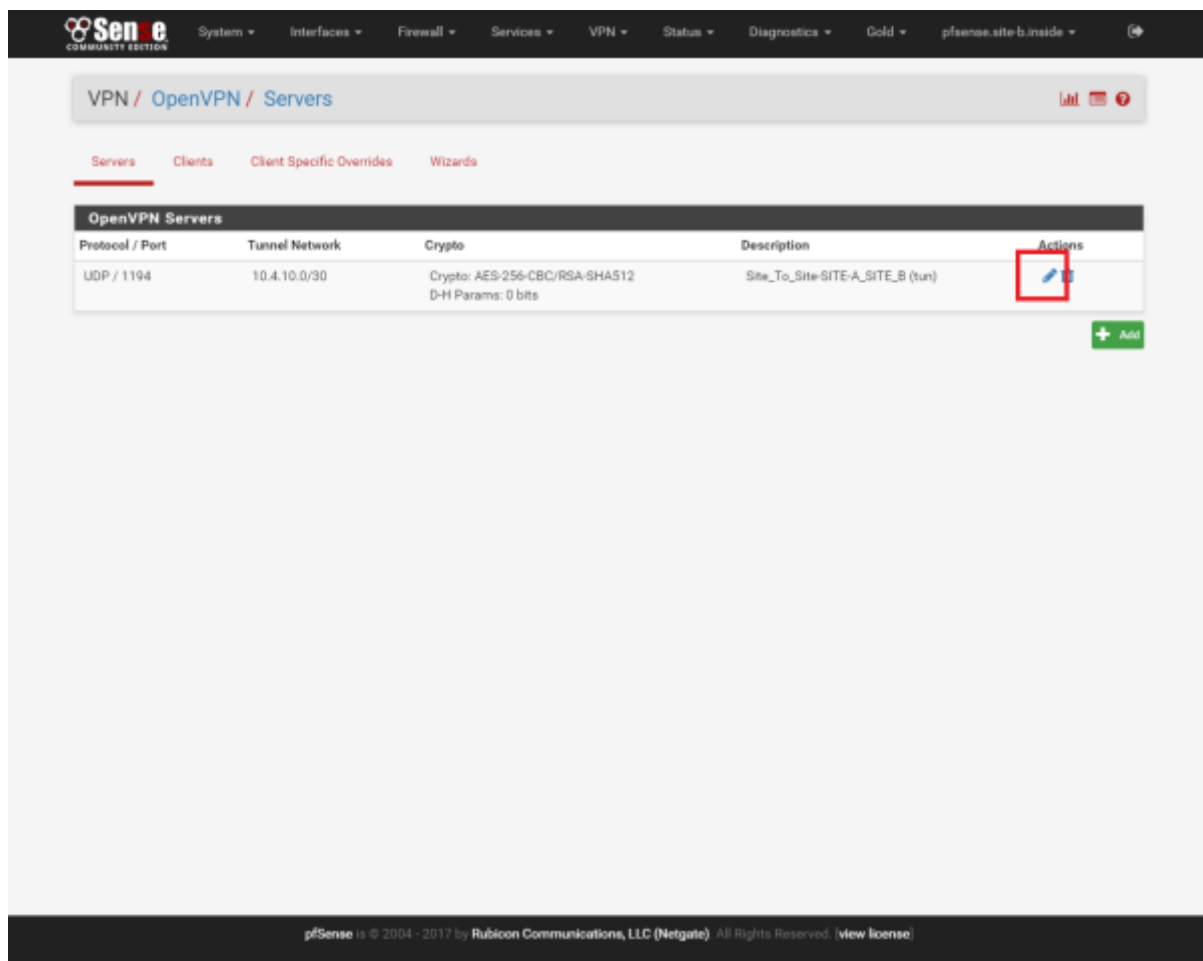 Sense
COMMUNITY EDITION
System Interfaces Firewall Services VPN Status Diagnostics Gold pfsense.site-b.inside
VPN / OpenVPN / Servers
Servers Clients Client Specific Overrides Wizards
OpenVPN Servers
Protocol / Port Tunnel Network Crypto Description Actions
UDP / 1194 10.4.10.0/30 Crypto: AES-256-CBC/RSA-SHA512 Site_To_Site-SITE-A_SITE_B (tun)
D-H Params: 0 bits
Add
pfSense is © 2004 - 2017 by Rubicon Communications, LLC (Netgate). All Rights Reserved. [view license]